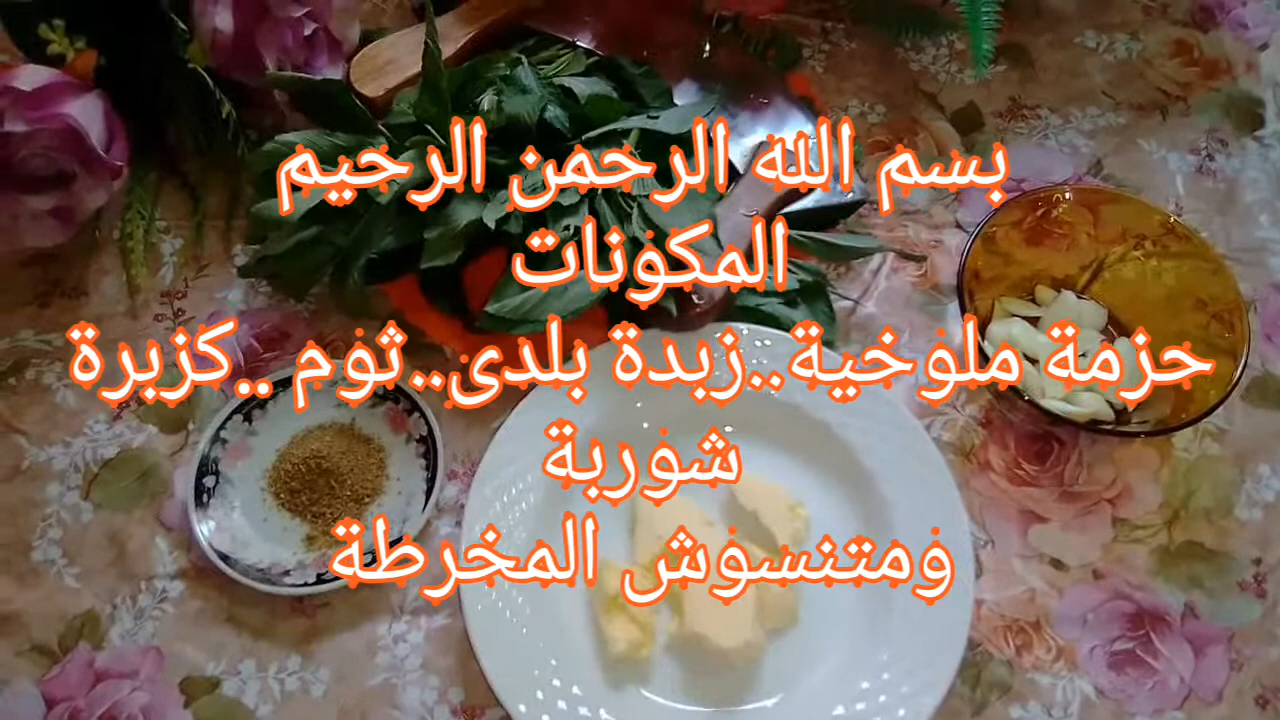 بسم الله الرحمن الرحيم
المكونات
حزمة ملوخية..زبدة بلدى..ثوم ..كزبرة
شوربة
ومتنسوش المخرطة